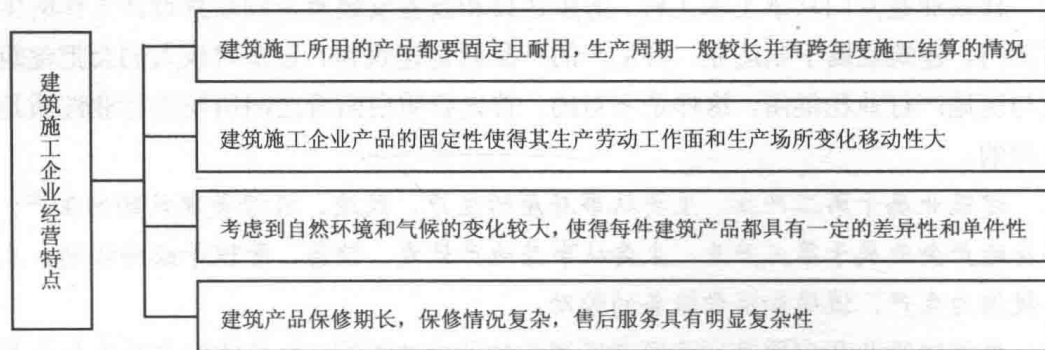 建筑施工企业经营特点
建筑施工所用的产品都要固定且耐用，生产周期一般较长并有跨年度施工结算的情况
建筑施工企业产品的固定性使得其生产劳动工作面和生产场所变化移动性大
考虑到自然环境和气候的变化较大，使得每件建筑产品都具有一定的差异性和单件性
建筑产品保修期长，保修情况复杂，售后服务具有明显复杂性